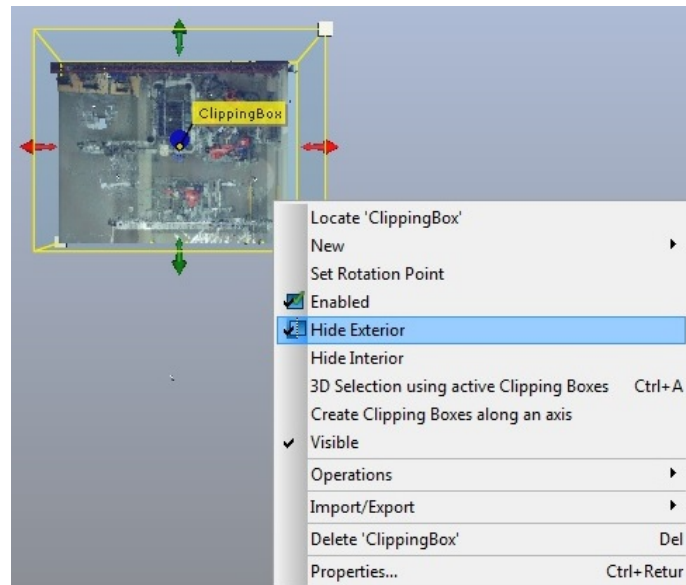 ClippingBox
Locate 'ClippingBox'
New
Set Rotation Point
Enabled
Hide Exterior
Hide Interior
3D Selection using active Clipping Boxes Ctrl+A
Create Clipping Boxes along an axis
Visible
Operations
Import/Export
Delete 'ClippingBox' Del
Properties... Ctrl+Retur